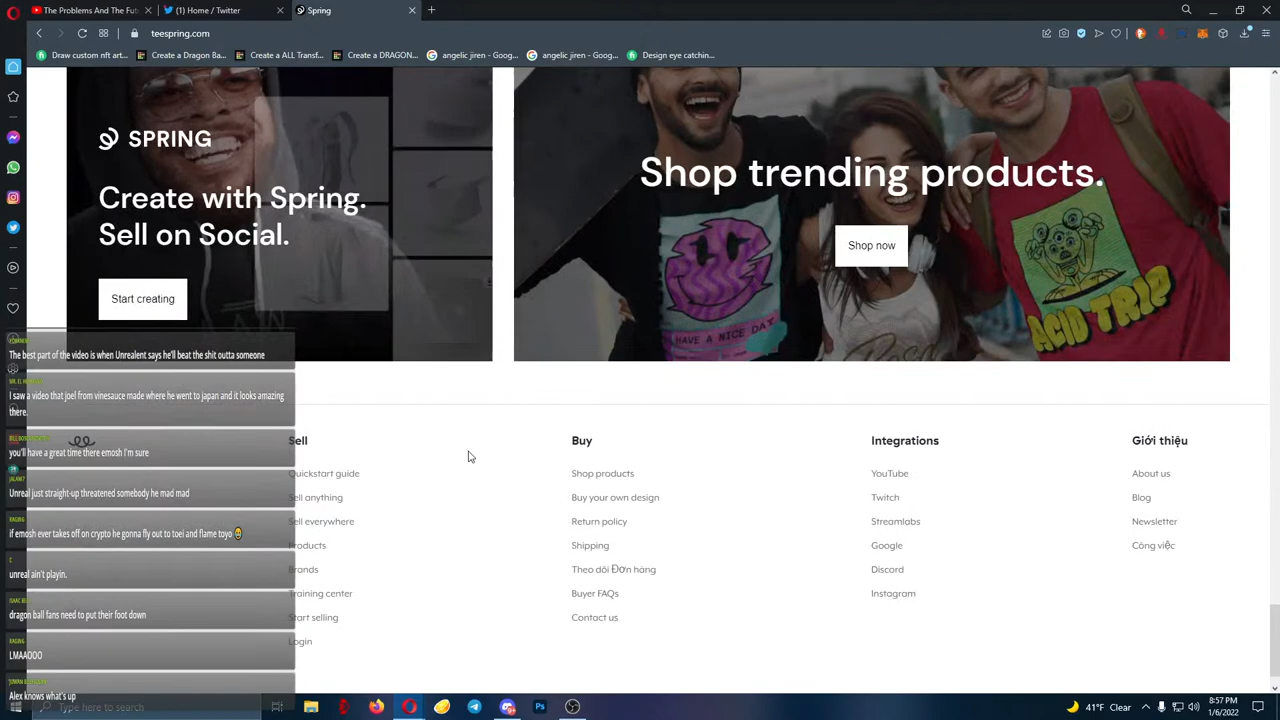 The Problems And The Fut
(1) Home / Twitter
Spring
teespring.com
Draw custom nft art...
Create a Dragon Ba...
Create a ALL Transf...
Create a DRAGON...
angelic jiren - Goog...
angelic jiren - Goog...
Design eye catchin...
SPRING
Create with Spring.
Sell on Social.
Start creating
Shop trending products.
Shop now
HAVE A NICE DAY
ACID TRIP
The best part of the video is when Unrealent says he'll beat the shit outta someone
I saw a video that joel from vinesauce made where he went to japan and it looks amazing
there.
you'll have a great time there emosh I'm sure
JALANI7
Unreal just straight-up threatened somebody he mad mad
RAGING
If emosh ever takes off on crypto he gonna fly out to toei and flame toyo
C
unreal ain't playin.
dragon ball fans need to put their foot down
RAGING
LMAAOOO
Alex knows what's up
Sell
Quickstart guide
Sell anything
Sell everywhere
Products
Brands
Training center
Start selling
Login
Buy
Shop products
Buy your own design
Return policy
Shipping
Theo dõi Đơn hàng
Buyer FAQs
Contact us
Integrations
YouTube
Twitch
Streamlabs
Google
Discord
Instagram
Giới thiệu
About us
Blog
Newsletter
Công việc
Type here to search
41°F Clear
8:57 PM
1/6/2022